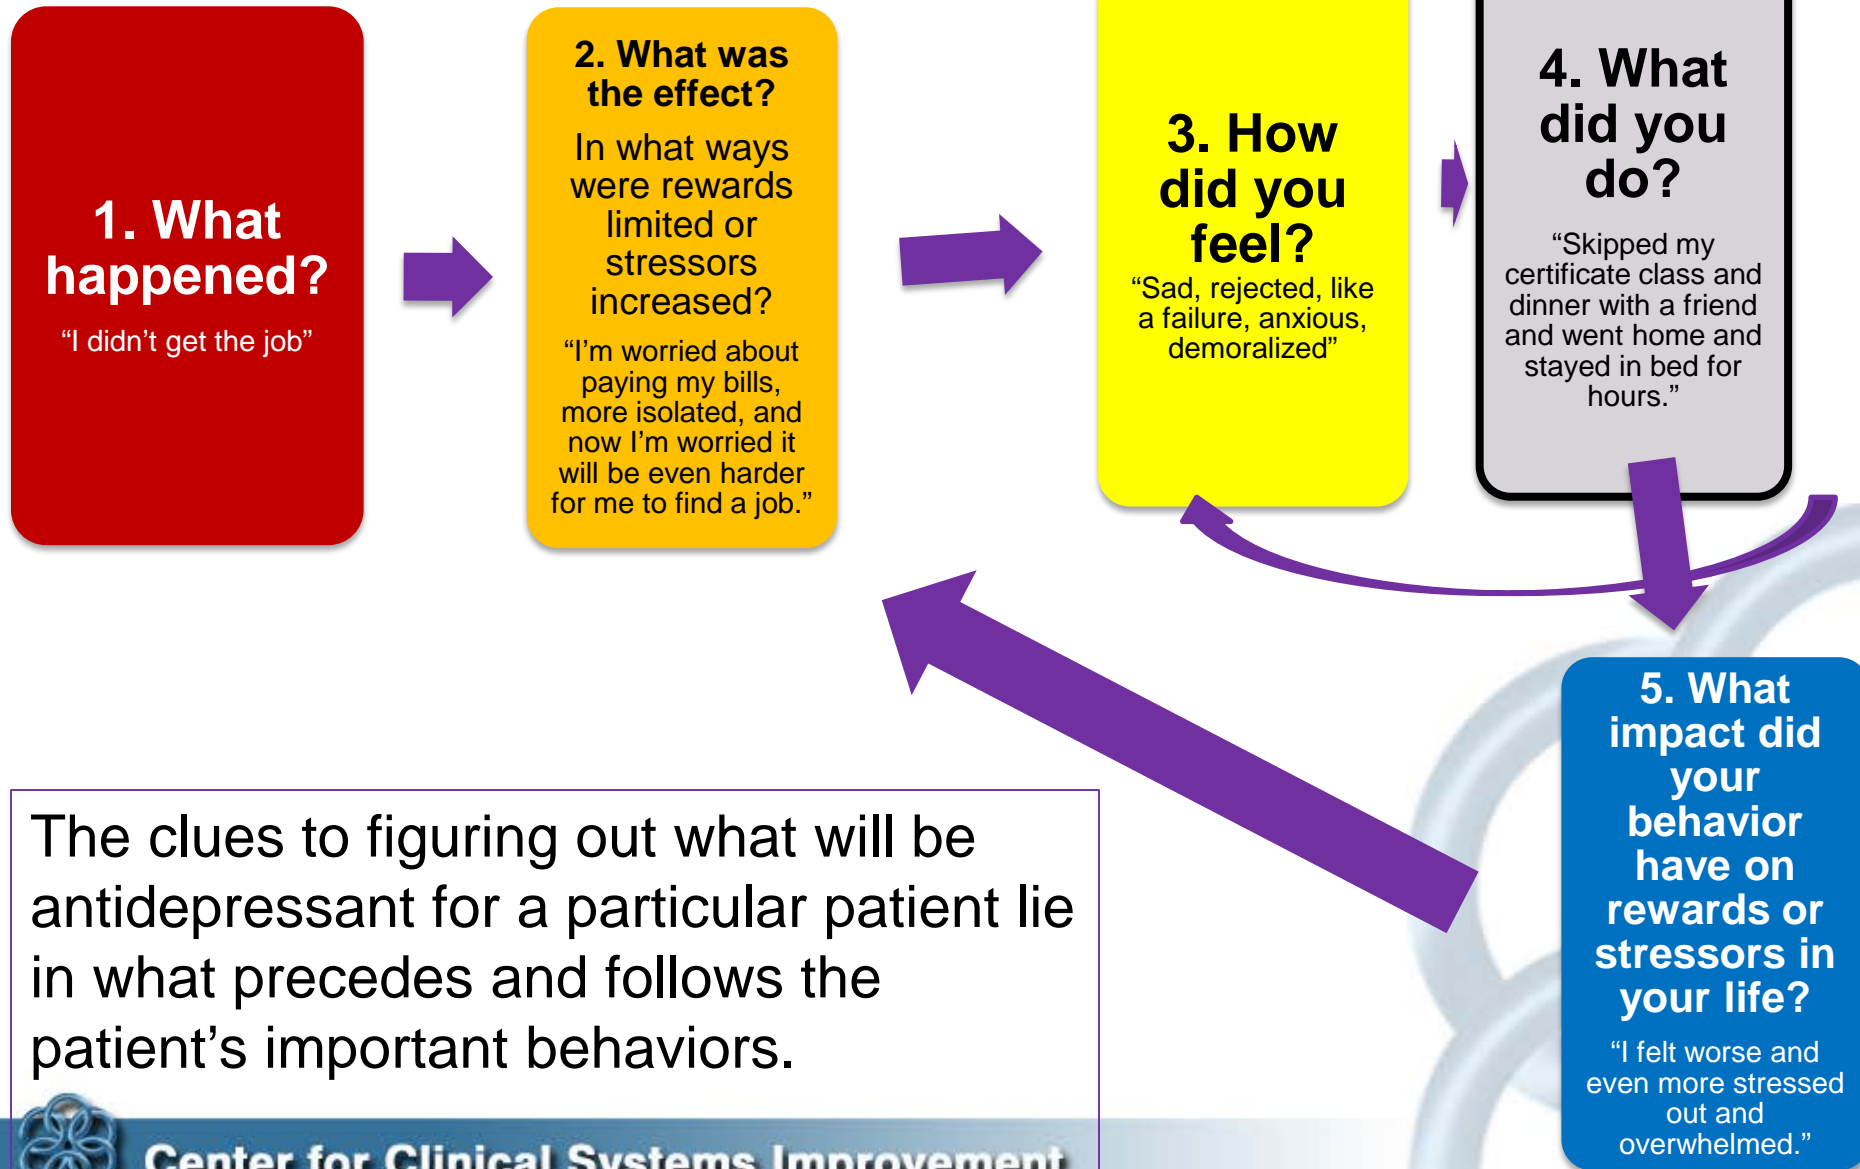 1. What
happened?
“I didn’t get the job”
2. What was
the effect?
In what ways
were rewards
limited or
stressors
increased?
“I’m worried about
paying my bills,
more isolated, and
now I’m worried it
will be even harder
for me to find a job.”
3. How
did you
feel?
“Sad, rejected, like
a failure, anxious,
demoralized”
4. What
did you
do?
“Skipped my
certificate class and
dinner with a friend
and went home and
stayed in bed for
hours.”
5. What
impact did
your
behavior
have on
rewards or
stressors in
your life?
“I felt worse and
even more stressed
out and
overwhelmed.”
The clues to figuring out what will be
antidepressant for a particular patient lie
in what precedes and follows the
patient’s important behaviors.
Center for Clinical Systems Improvement